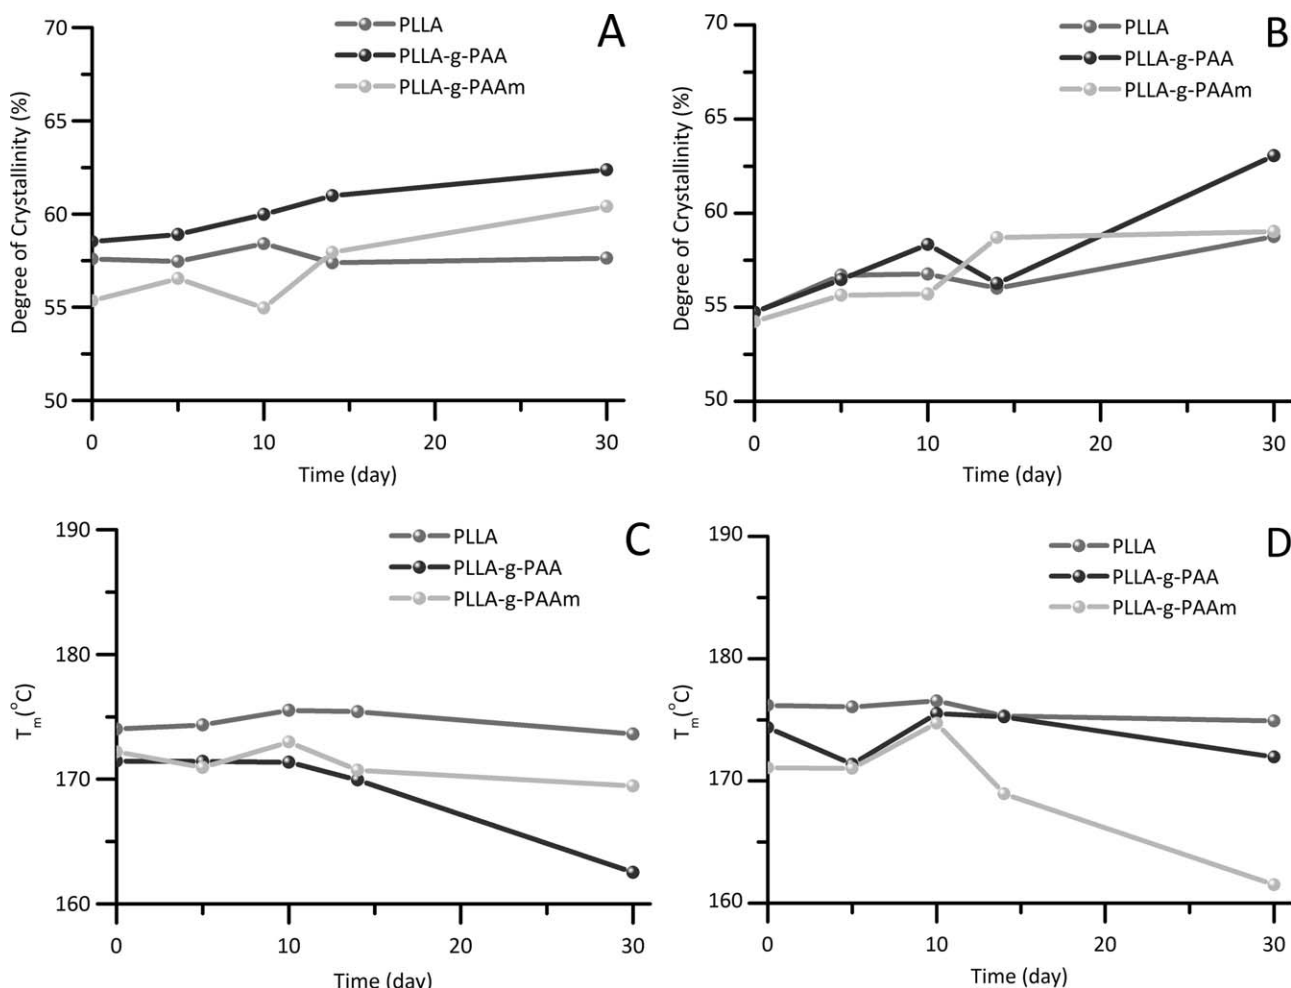 A
PLLA
PLLA-g-PAA
PLLA-g-PAAm
Degree of Crystallinity (%)
70
65
60
55
50
0 10 20 30
Time (day)
B
PLLA
PLLA-g-PAA
PLLA-g-PAAm
Degree of Crystallinity (%)
70
65
60
55
50
0 10 20 30
Time (day)
C
PLLA
PLLA-g-PAA
PLLA-g-PAAm
Tm(°C)
190
180
170
160
0 10 20 30
Time (day)
D
PLLA
PLLA-g-PAA
PLLA-g-PAAm
Tm(°C)
190
180
170
160
0 10 20 30
Time (day)